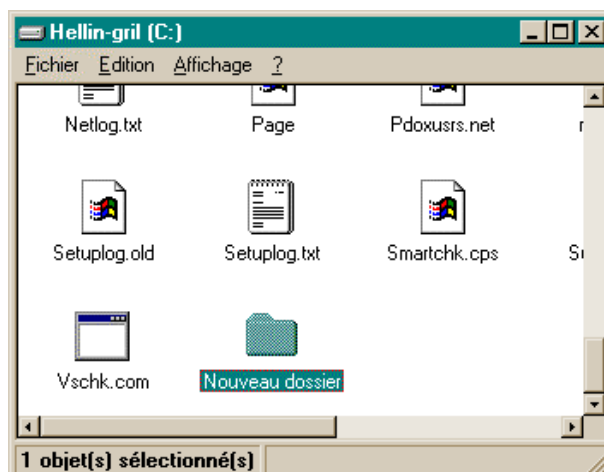 Hellin-gril (C:)
Fichier Edition Affichage ?
Netlog.txt Page Pdoxusrs.net
Setuplog.old Setuplog.txt Smartchk.cps
Vschk.com Nouveau dossier
1 objet(s) sélectionné(s)